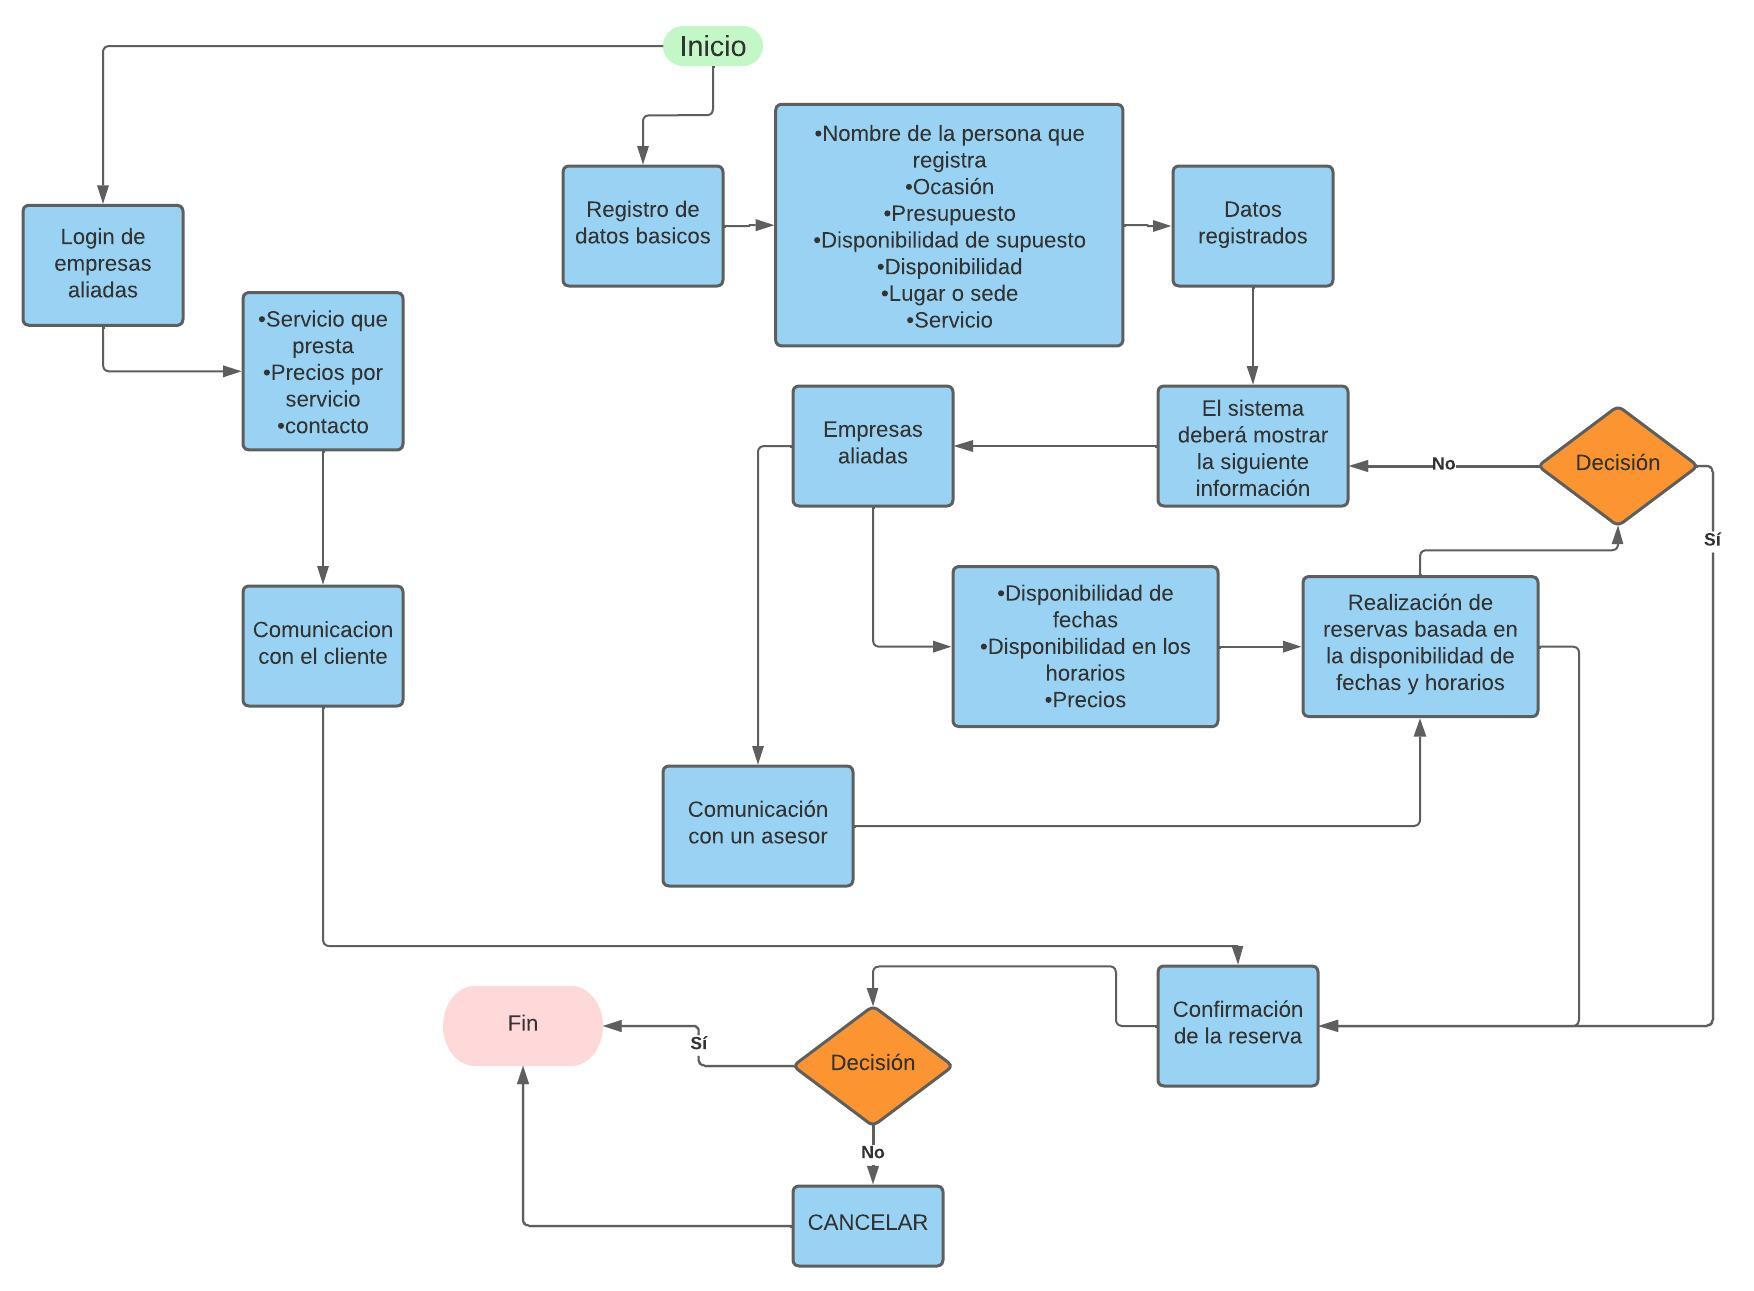 Inicio
•Nombre de la persona que
registra
•Ocasión
•Presupuesto
•Disponibilidad de supuesto
•Disponibilidad
•Lugar o sede
•Servicio
Registro de
datos basicos
Datos
registrados
Login de
empresas
aliadas
•Servicio que
presta
•Precios por
servicio
•contacto
Empresas
aliadas
El sistema
deberá mostrar
la siguiente
información
No
Decisión
Sí
•Disponibilidad de
fechas
•Disponibilidad en los
horarios
•Precios
Realización de
reservas basada en
la disponibilidad de
fechas y horarios
Comunicacion
con el cliente
Comunicación
con un asesor
Confirmación
de la reserva
Fin
Sí
Decisión
No
CANCELAR